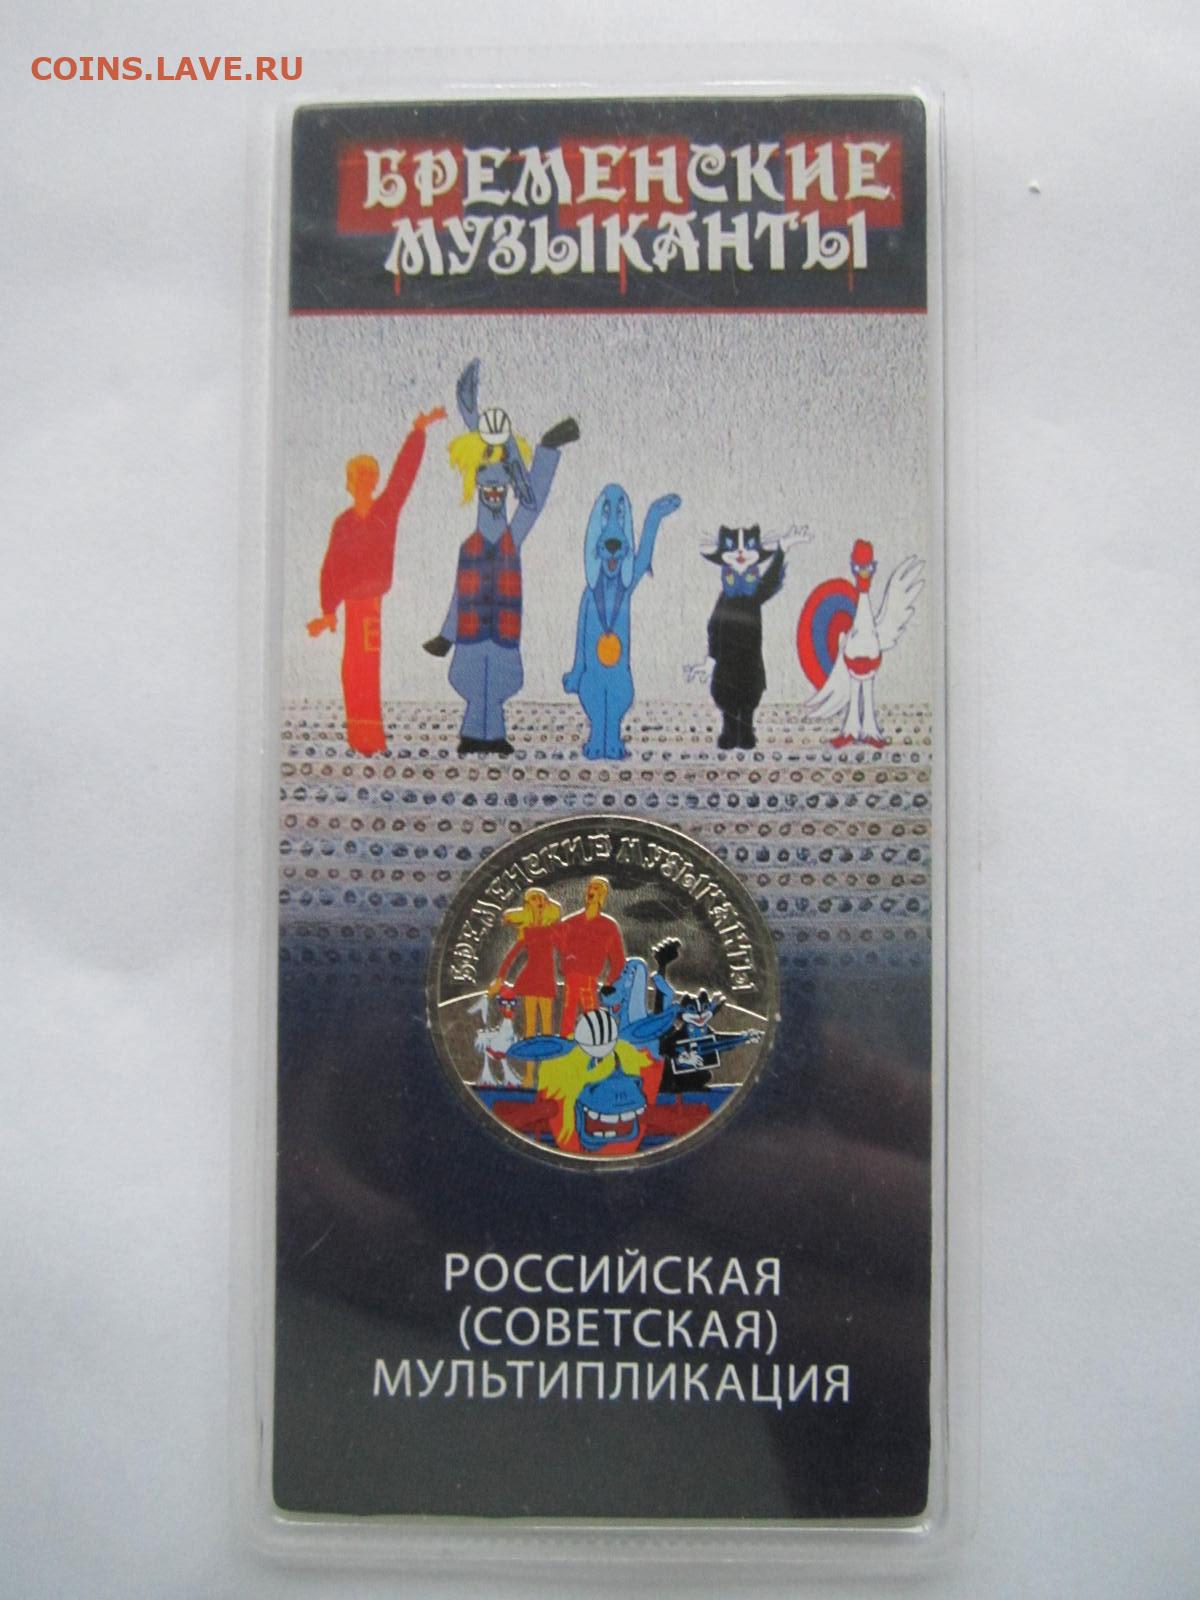 COINS.LAVE.RU
БРЕМЕНСКИЕ
МУЗЫКАНТЫ
БРЕМЕНСКИЕ МУЗЫКАНТЫ
РОССИЙСКАЯ
(СОВЕТСКАЯ)
МУЛЬТИПЛИКАЦИЯ